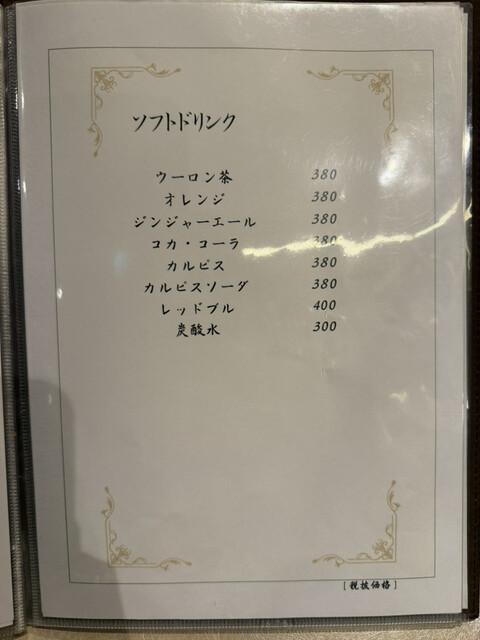 ソフトドリンク
ウーロン茶 380
オレンジ 380
ジンジャーエール 380
コカ・コーラ 380
カルピス 380
カルピスソーダ 380
レッドブル 400
炭酸水 300
[税抜価格]